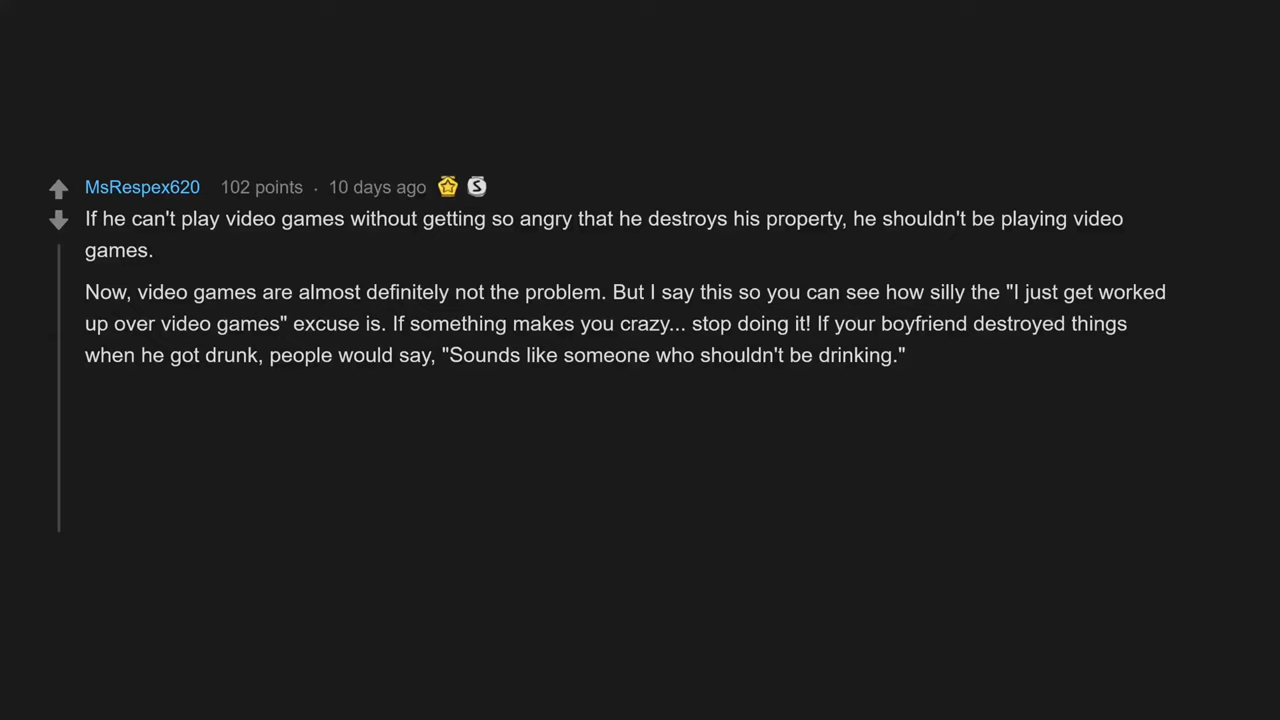 MsRespex620 102 points · 10 days ago S
If he can't play video games without getting so angry that he destroys his property, he shouldn't be playing video
games.
Now, video games are almost definitely not the problem. But I say this so you can see how silly the "I just get worked
up over video games" excuse is. If something makes you crazy... stop doing it! If your boyfriend destroyed things
when he got drunk, people would say, "Sounds like someone who shouldn't be drinking."